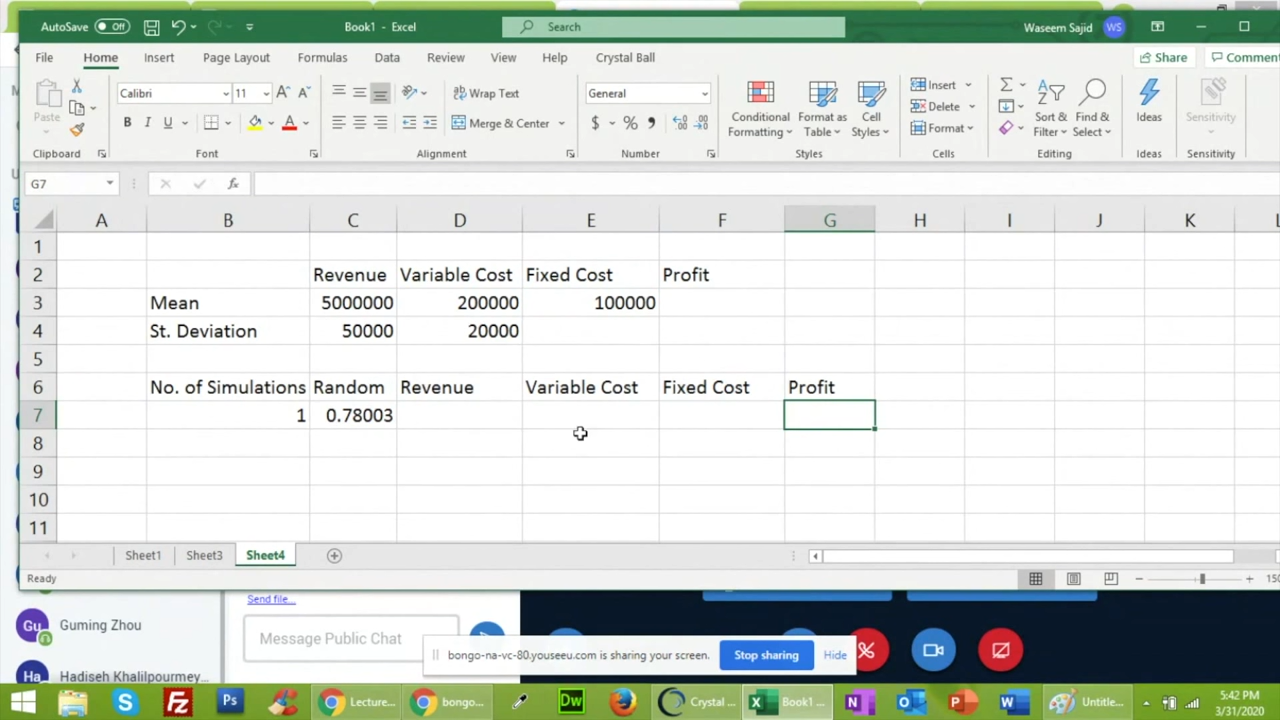 AutoSave Off Book1 - Excel Search Waseem Sajid WS
File Home Insert Formulas Page Layout Data Review View Help Crystal Ball Share Comment
Calibri 11 Wrap Text General Insert
Paste B I U Merge & Center $ % Conditional Formatting Format as Table Cell Styles Delete Format Sort & Filter Find & Select Ideas Sensitivity
Clipboard Font Alignment Number Styles Cells Editing Ideas Sensitivity
G7 fx
A B C D E F G H I J K L
1
2 Revenue Variable Cost Fixed Cost Profit
3 Mean 5000000 200000 100000
4 St. Deviation 50000 20000
5
6 No. of Simulations Random Revenue Variable Cost Fixed Cost Profit
7 1 0.78003
8
9
10
11
Sheet1 Sheet3 Sheet4
Ready 150
Send file...
Gu Guming Zhou
Message Public Chat
bongo-na-vc-80.youseeu.com is sharing your screen. Stop sharing Hide
Ha Hadiseh Khalilpourmey...
Lecture... bongo... Dw Crystal ... Book1 ... Untitle...
5:42 PM
3/31/2020